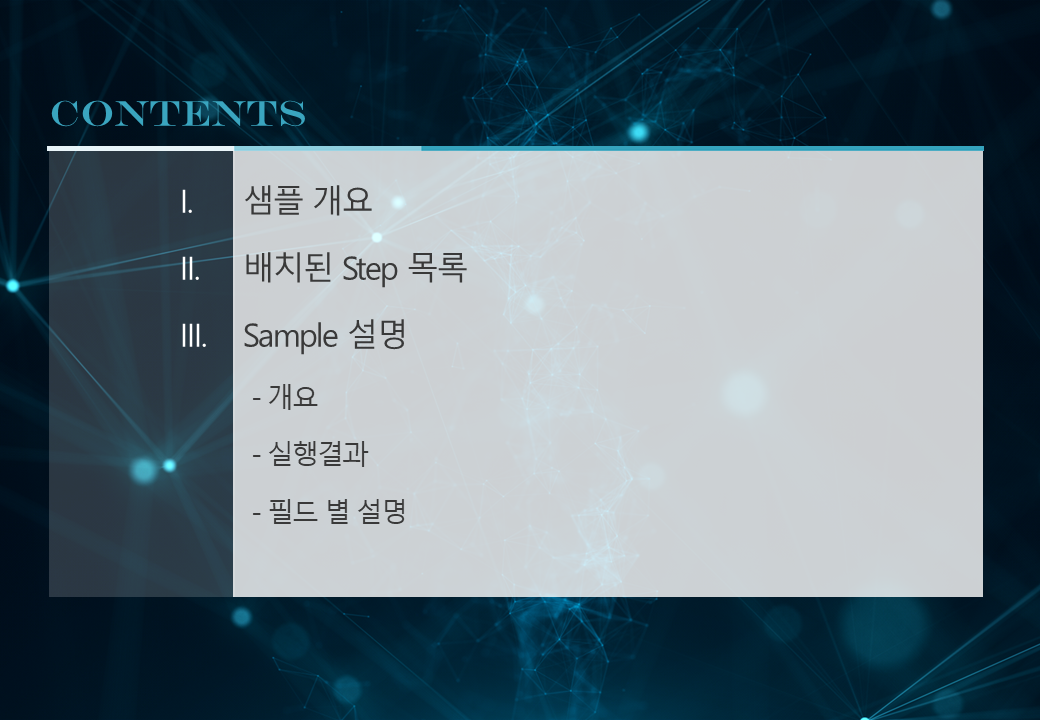 CONTENTS
I. 샘플 개요
II. 배치된 Step 목록
III. Sample 설명
- 개요
- 실행결과
- 필드 별 설명